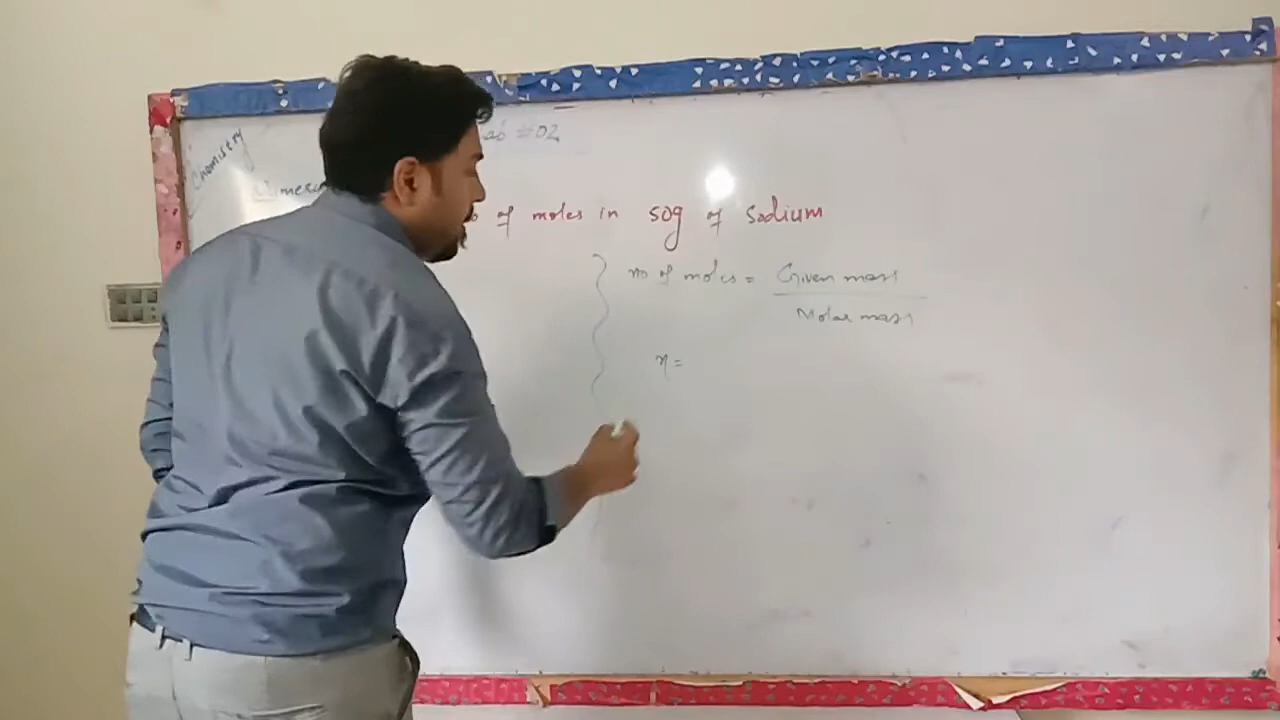 Chemistry
#02
of moles in 50g of Sodium
no of moles = Given mass
Molar mass
n =